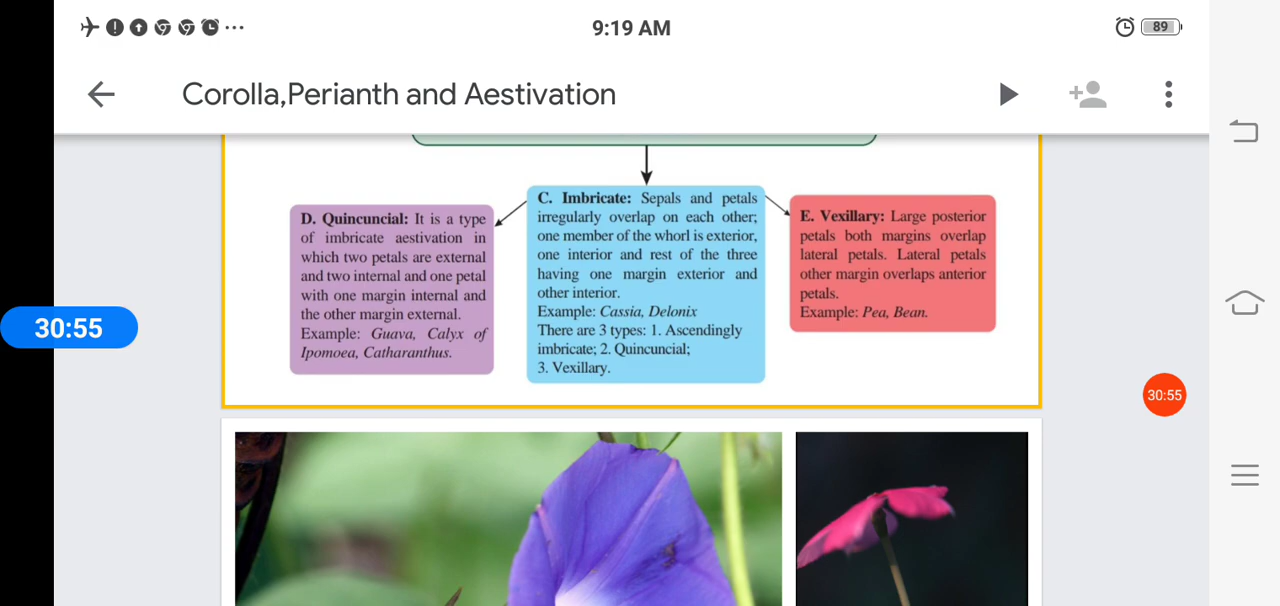 9:19 AM
89
Corolla,Perianth and Aestivation
D. Quincuncial: It is a type
of imbricate aestivation in
which two petals are external
and two internal and one petal
with one margin internal and
the other margin external.
Example: Guava, Calyx of
Ipomoea, Catharanthus.
C. Imbricate: Sepals and petals
irregularly overlap on each other;
one member of the whorl is exterior,
one interior and rest of the three
having one margin exterior and
other interior.
Example: Cassia, Delonix
There are 3 types: 1. Ascendingly
imbricate; 2. Quincuncial;
3. Vexillary.
E. Vexillary: Large posterior
petals both margins overlap
lateral petals. Lateral petals
other margin overlaps anterior
petals.
Example: Pea, Bean.
30:55
30:55